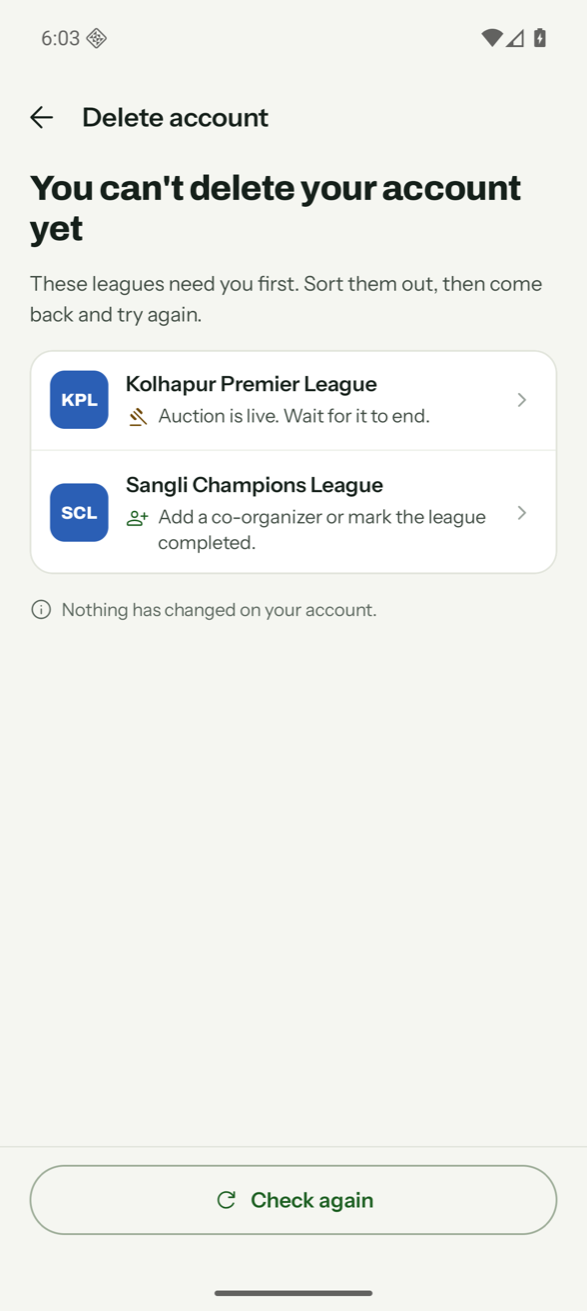 6:03
Delete account
You can't delete your account
yet
These leagues need you first. Sort them out, then come
back and try again.
KPL
Kolhapur Premier League
Auction is live. Wait for it to end.
SCL
Sangli Champions League
Add a co-organizer or mark the league
completed.
Nothing has changed on your account.
Check again